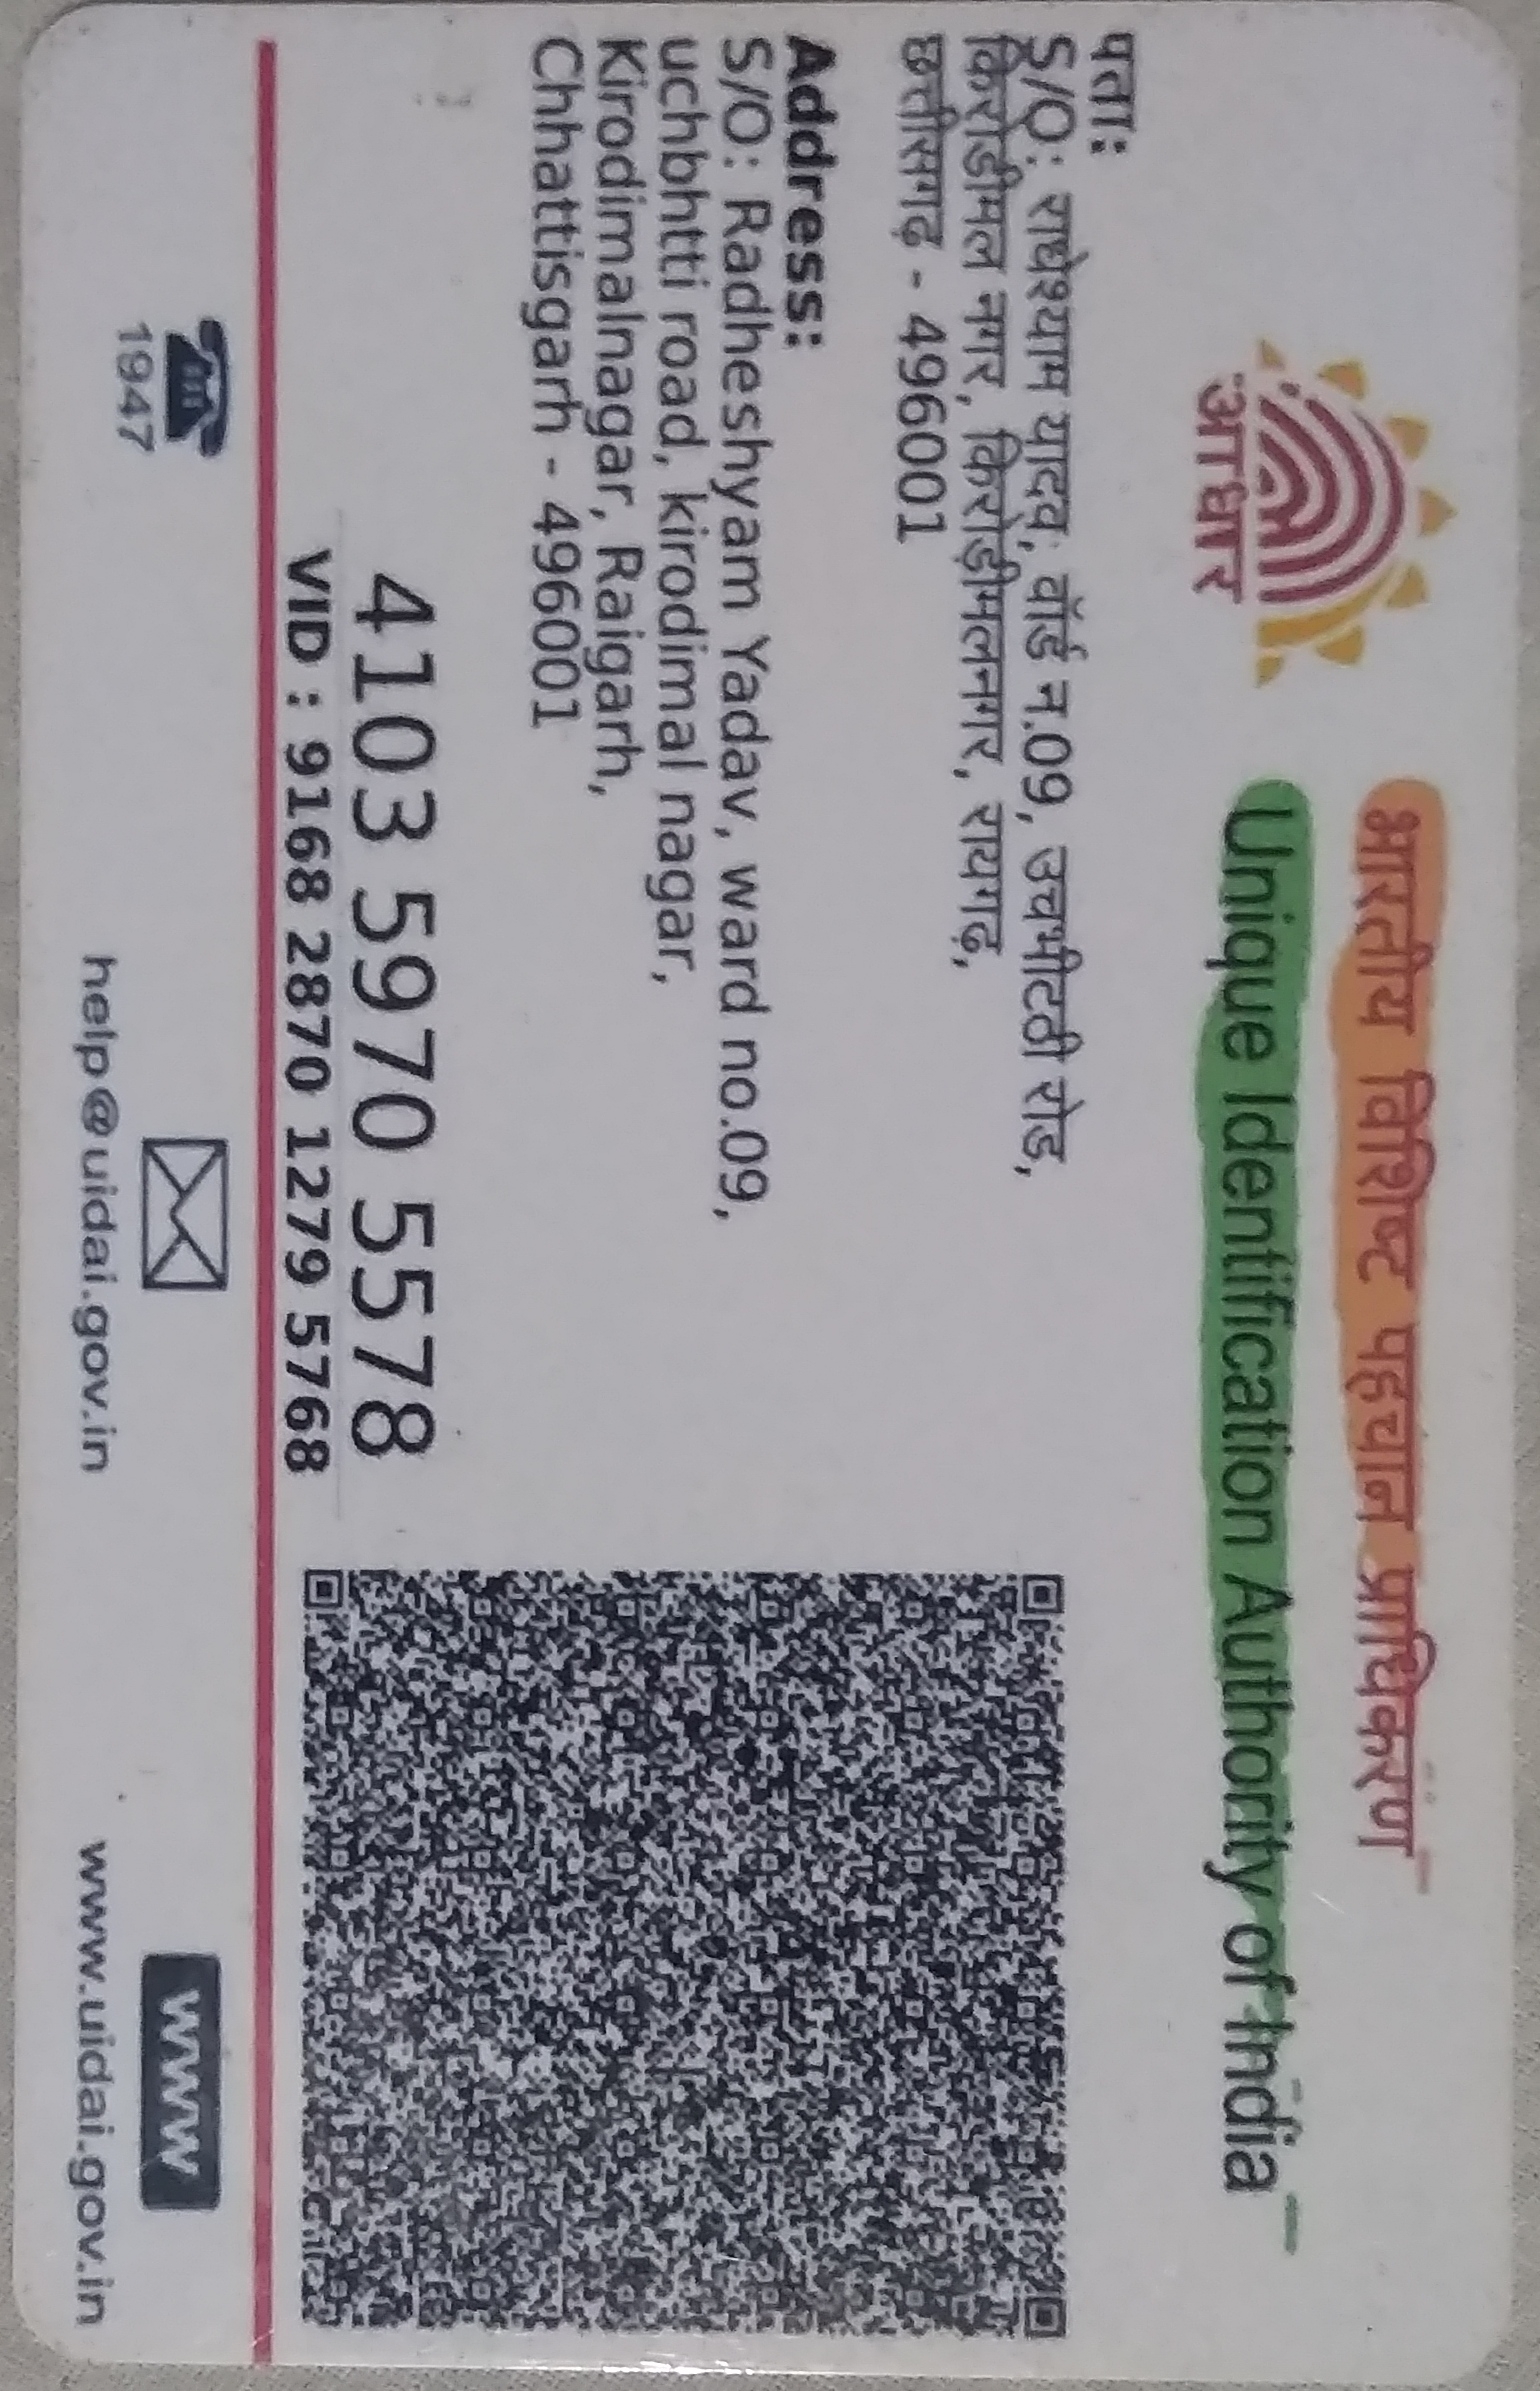 भारतीय विशिष्ट पहचान प्राधिकरण
Unique Identification Authority of India
आधार
पता:
S/O: राधेश्याम यादव, वॉर्ड न.09, उचभीटठी रोड,
किरोड़ीमल नगर, किरोड़ीमलनगर, रायगढ़,
छत्तीसगढ़ - 496001
Address:
S/O: Radheshyam Yadav, ward no.09,
uchbhtti road, kirodimal nagar,
Kirodimalnagar, Raigarh,
Chhattisgarh - 496001
4103 5970 5578
VID : 9168 2870 1279 5768
1947
help@uidai.gov.in
www
www.uidai.gov.in